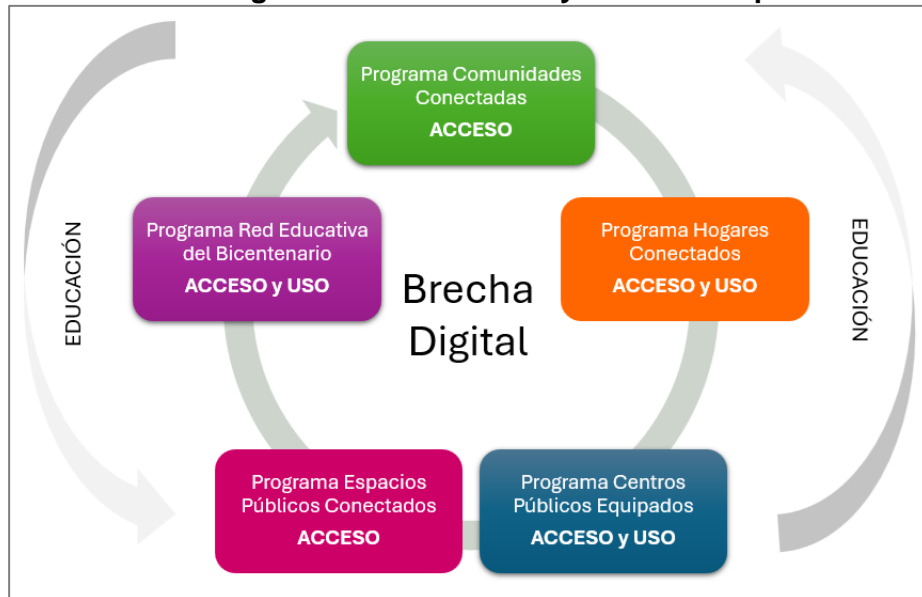 Programa Comunidades
Conectadas
ACCESO
Programa Red Educativa
del Bicentenario
ACCESO y USO
Programa Hogares
Conectados
ACCESO y USO
EDUCACIÓN
Brecha
Digital
EDUCACIÓN
Programa Espacios
Públicos Conectados
ACCESO
Programa Centros
Públicos Equipados
ACCESO y USO